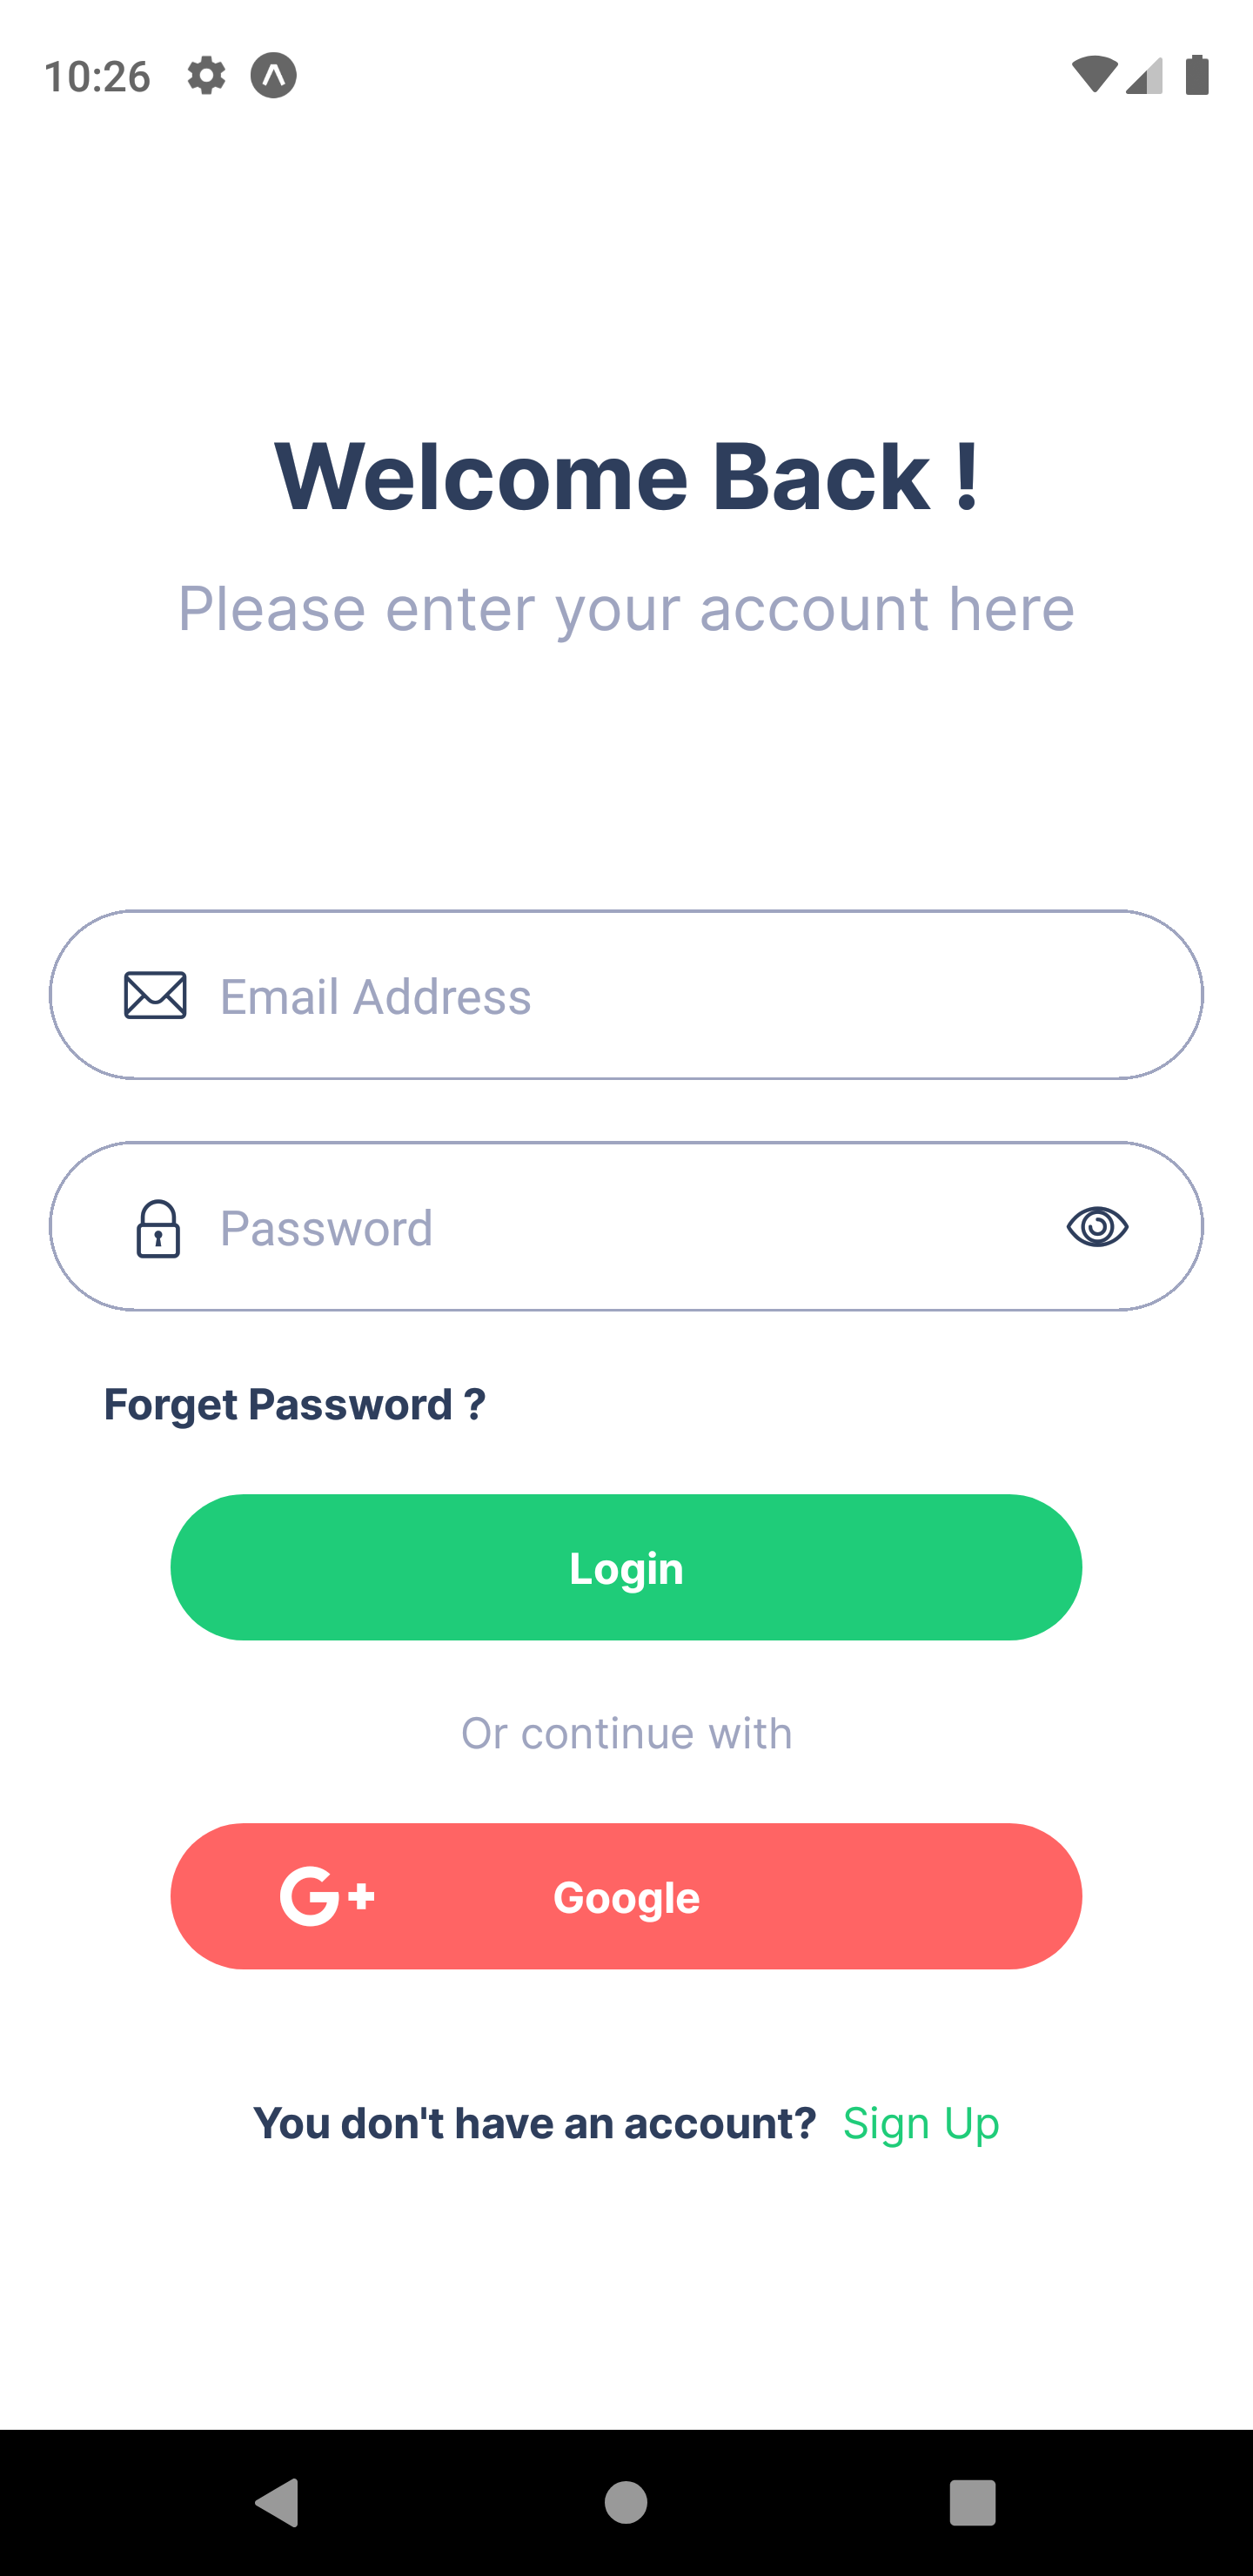 10:26
Welcome Back !
Please enter your account here
Email Address
Password
Forget Password ?
Login
Or continue with
G+ Google
You don't have an account? Sign Up